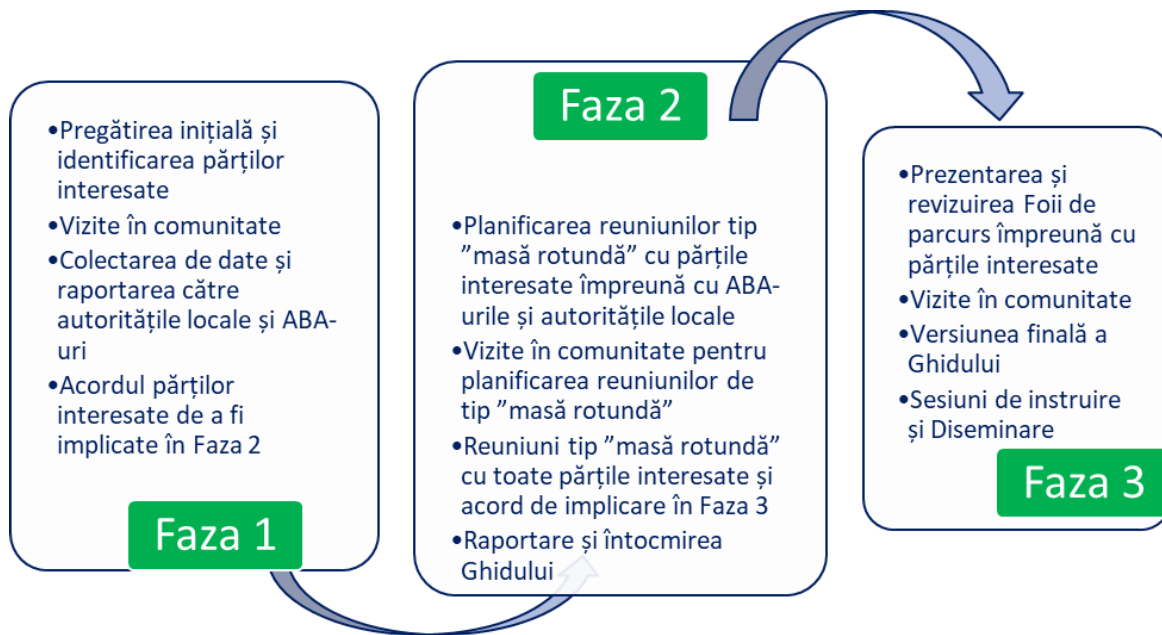 •Pregătirea inițială și
identificarea părților
interesate
•Vizite în comunitate
•Colectarea de date și
raportarea către
autoritățile locale și ABA-
uri
•Acordul părților
interesate de a fi
implicate în Faza 2
Faza 1
Faza 2
•Planificarea reuniunilor tip
”masă rotundă” cu părțile
interesate împreună cu ABA-
urile și autoritățile locale
•Vizite în comunitate pentru
planificarea reuniunilor de
tip ”masă rotundă”
•Reuniuni tip ”masă rotundă”
cu toate părțile interesate și
acord de implicare în Faza 3
•Raportare și întocmirea
Ghidului
•Prezentarea și
revizuirea Foii de
parcurs împreună cu
părțile interesate
•Vizite în comunitate
•Versiunea finală a
Ghidului
•Sesiuni de instruire
și Diseminare
Faza 3